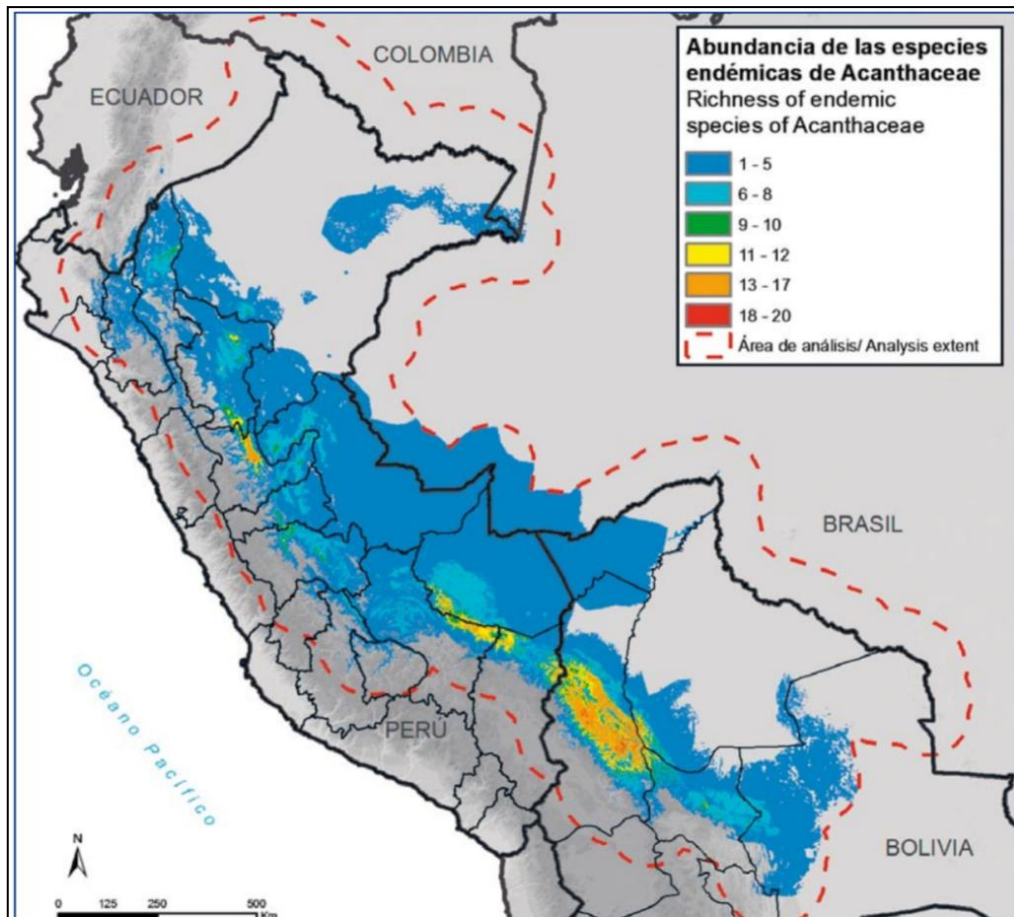 COLOMBIA
ECUADOR
Abundancia de las especies
endémicas de Acanthaceae
Richness of endemic
species of Acanthaceae
1 - 5
6 - 8
9 - 10
11 - 12
13 - 17
18 - 20
Área de análisis/ Analysis extent
BRASIL
Océano Pacífico
PERÚ
BOLIVIA
N
0 125 250 500
Km